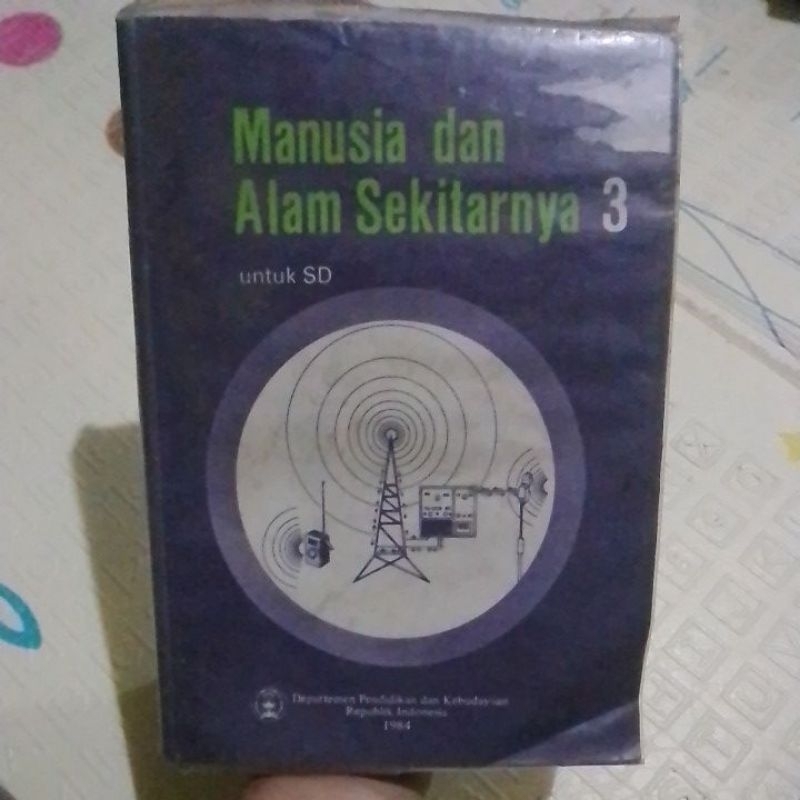 Manusia dan
Alam Sekitarnya 3
untuk SD
Departemen Pendidikan dan Kebudayaan
Republik Indonesia
1984